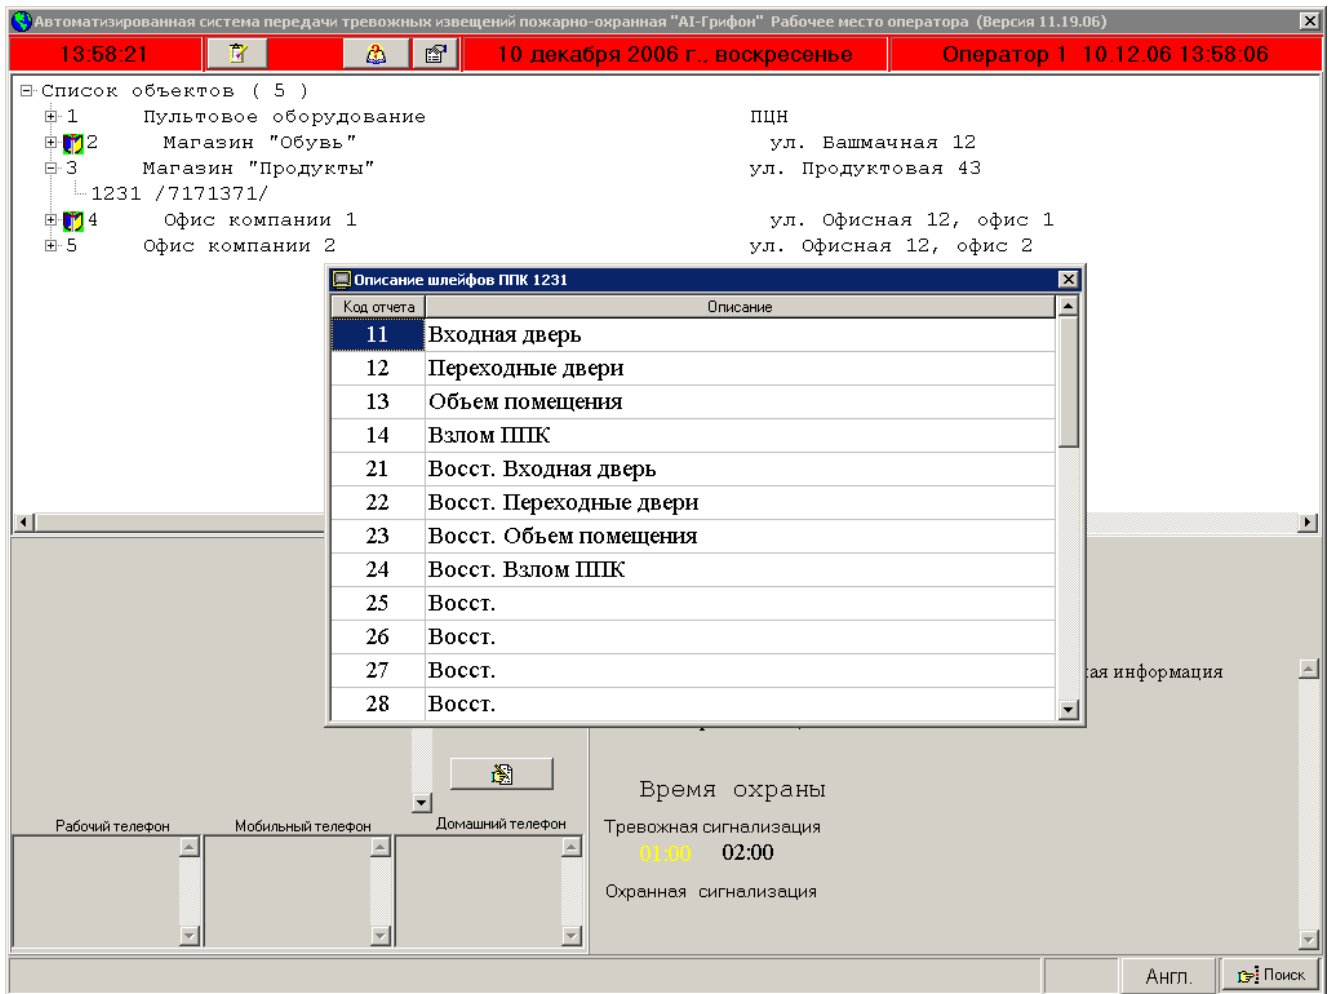 Автоматизированная система передачи тревожных извещений пожарно-охранная "AI-Грифон" Рабочее место оператора (Версия 11.19.06)
13:58:21 10 декабря 2006 г., воскресенье Оператор 1 10.12.06 13:58:06
Список объектов ( 5 )
1 Пультовое оборудование ПЦН
2 Магазин "Обувь" ул. Башмачная 12
3 Магазин "Продукты" ул. Продуктовая 43
1231 /7171371/
4 Офис компании 1 ул. Офисная 12, офис 1
5 Офис компании 2 ул. Офисная 12, офис 2
Описание шлейфов ППК 1231
Код отчета Описание
11 Входная дверь
12 Переходные двери
13 Объем помещения
14 Взлом ППК
21 Восст. Входная дверь
22 Восст. Переходные двери
23 Восст. Объем помещения
24 Восст. Взлом ППК
25 Восст.
26 Восст.
27 Восст.
28 Восст.
ая информация
Время охраны
Рабочий телефон Мобильный телефон Домашний телефон
Тревожная сигнализация
01:00 02:00
Охранная сигнализация
Англ. Поиск